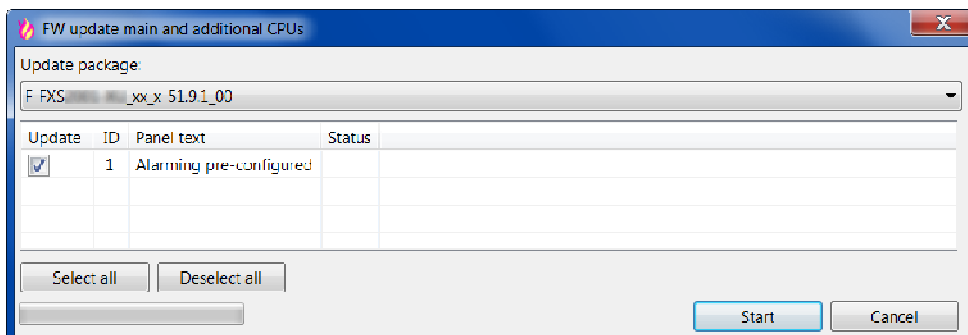 FW update main and additional CPUs
Update package:
F-FXS _xx_x-51.9.1_00
Update ID Panel text Status
1 Alarming pre-configured
Select all Deselect all
Start Cancel